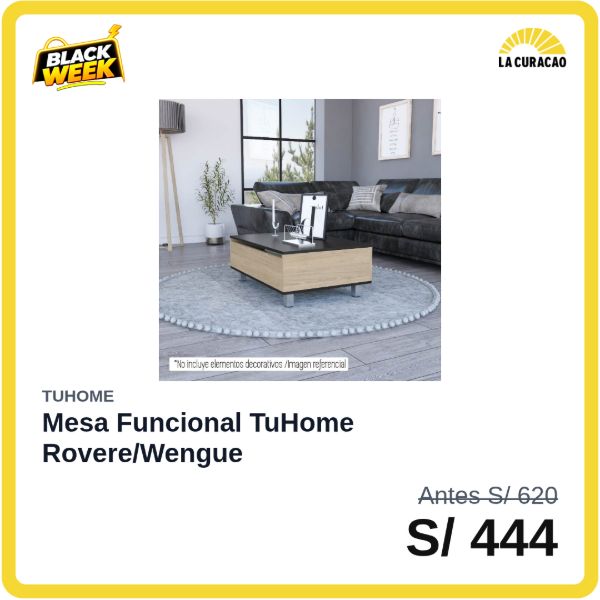 BLACK
WEEK
LA CURACAO
*No incluye elementos decorativos /Imagen referencial
TUHOME
Mesa Funcional TuHome
Rovere/Wengue
Antes S/ 620
S/ 444